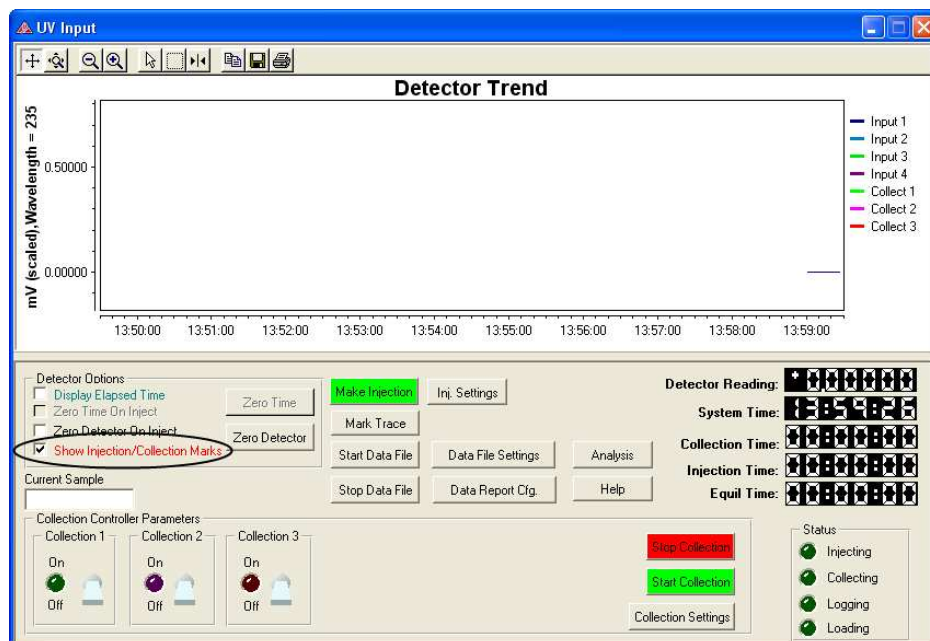 UV Input
Detector Trend
mV (scaled),Wavelength = 235
0.50000
0.00000
13:50:00 13:51:00 13:52:00 13:53:00 13:54:00 13:55:00 13:56:00 13:57:00 13:58:00 13:59:00
Input 1
Input 2
Input 3
Input 4
Collect 1
Collect 2
Collect 3
Detector Options
Display Elapsed Time
Zero Time On Inject
Zero Detector On Inject
Show Injection/Collection Marks
Zero Time
Zero Detector
Current Sample
Make Injection
Inj. Settings
Mark Trace
Start Data File
Data File Settings
Analysis
Stop Data File
Data Report Cfg.
Help
Detector Reading:
System Time:
Collection Time:
Injection Time:
Equil Time:
Collection Controller Parameters
Collection 1
On
Off
Collection 2
On
Off
Collection 3
On
Off
Stop Collection
Start Collection
Collection Settings
Status
Injecting
Collecting
Logging
Loading